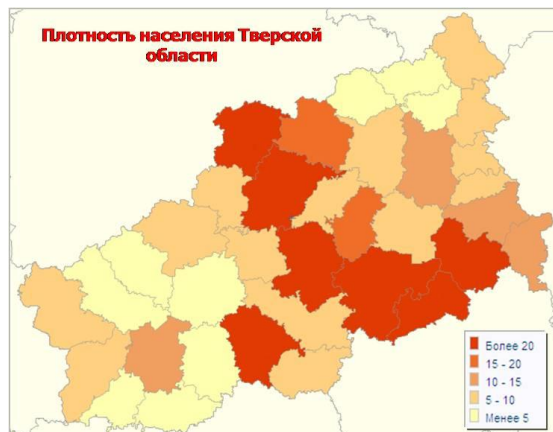 Плотность населения Тверской
области
Более 20
15 - 20
10 - 15
5 - 10
Менее 5